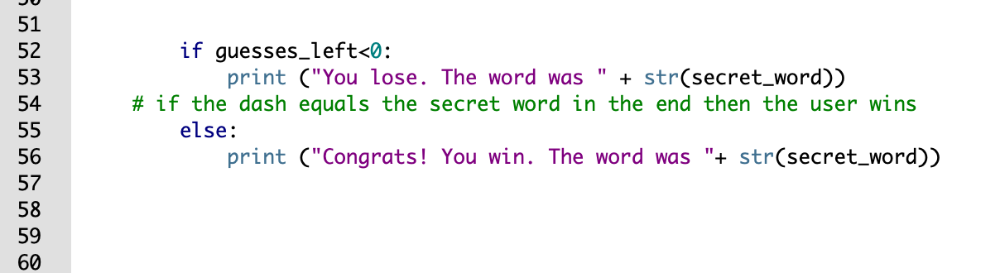 50
51
52 if guesses_left<0:
53 print ("You lose. The word was " + str(secret_word))
54 # if the dash equals the secret word in the end then the user wins
55 else:
56 print ("Congrats! You win. The word was "+ str(secret_word))
57
58
59
60